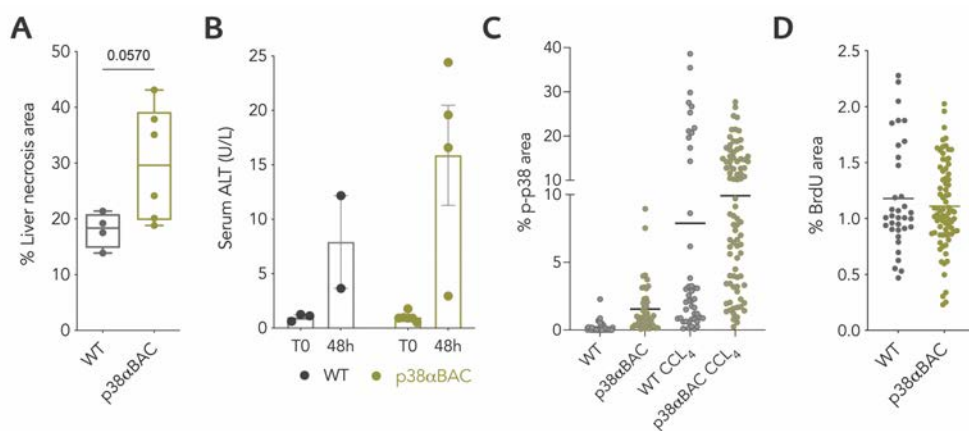 A
0.0570
% Liver necrosis area
50
40
30
20
10
0
WT
p38αBAC
B
Serum ALT (U/L)
25
20
15
10
5
0
T0
48h
T0
48h
WT
p38αBAC
C
% p-p38 area
40
30
20
10
10
5
0
WT
p38αBAC
WT CCL4
p38αBAC CCL4
D
% BrdU area
2.5
2.0
1.5
1.0
0.5
0.0
WT
p38αBAC